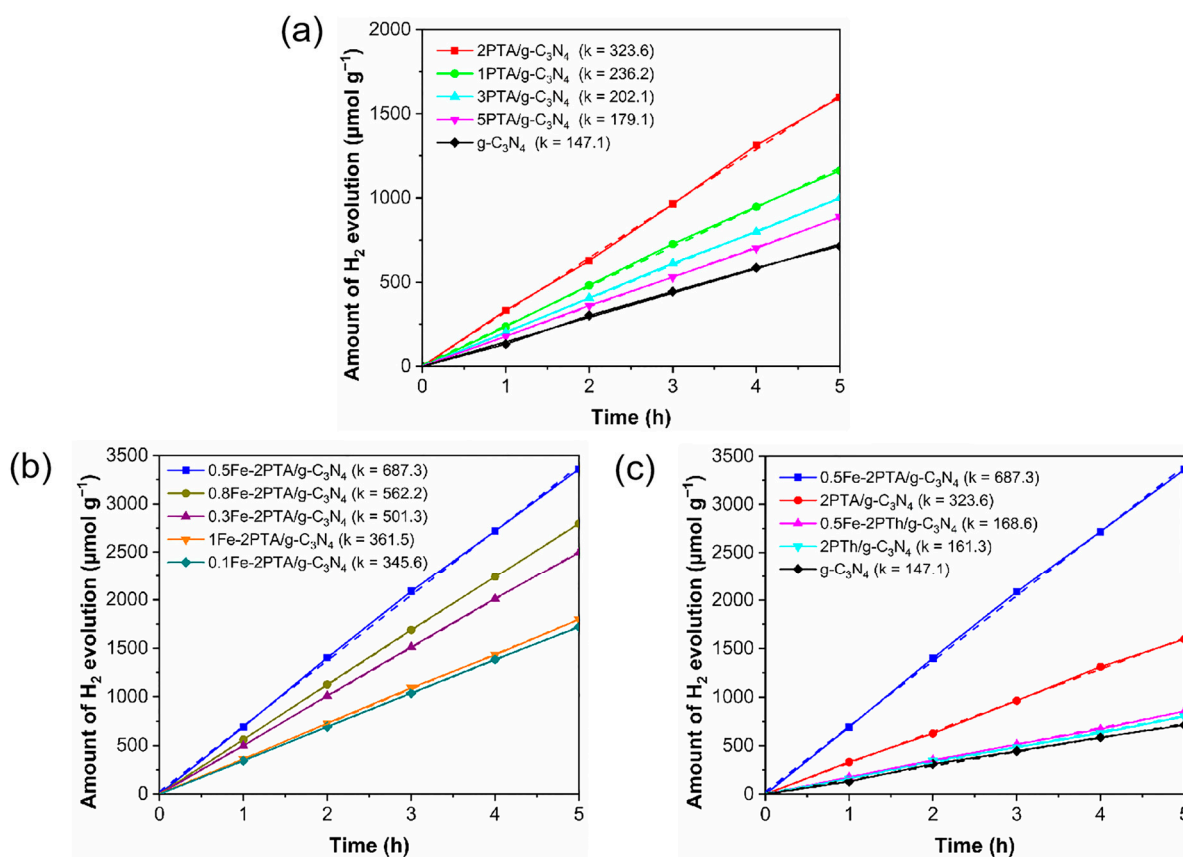 (a)
2000
1500
1000
500
0
Amount of H₂ evolution (μmol g⁻¹)
2PTA/g-C₃N₄ (k = 323.6)
1PTA/g-C₃N₄ (k = 236.2)
3PTA/g-C₃N₄ (k = 202.1)
5PTA/g-C₃N₄ (k = 179.1)
g-C₃N₄ (k = 147.1)
0 1 2 3 4 5
Time (h)
(b)
3500
3000
2500
2000
1500
1000
500
0
Amount of H₂ evolution (μmol g⁻¹)
0.5Fe-2PTA/g-C₃N₄ (k = 687.3)
0.8Fe-2PTA/g-C₃N₄ (k = 562.2)
0.3Fe-2PTA/g-C₃N₄ (k = 501.3)
1Fe-2PTA/g-C₃N₄ (k = 361.5)
0.1Fe-2PTA/g-C₃N₄ (k = 345.6)
0 1 2 3 4 5
Time (h)
(c)
3500
3000
2500
2000
1500
1000
500
0
Amount of H₂ evolution (μmol g⁻¹)
0.5Fe-2PTA/g-C₃N₄ (k = 687.3)
2PTA/g-C₃N₄ (k = 323.6)
0.5Fe-2PTh/g-C₃N₄ (k = 168.6)
2PTh/g-C₃N₄ (k = 161.3)
g-C₃N₄ (k = 147.1)
0 1 2 3 4 5
Time (h)